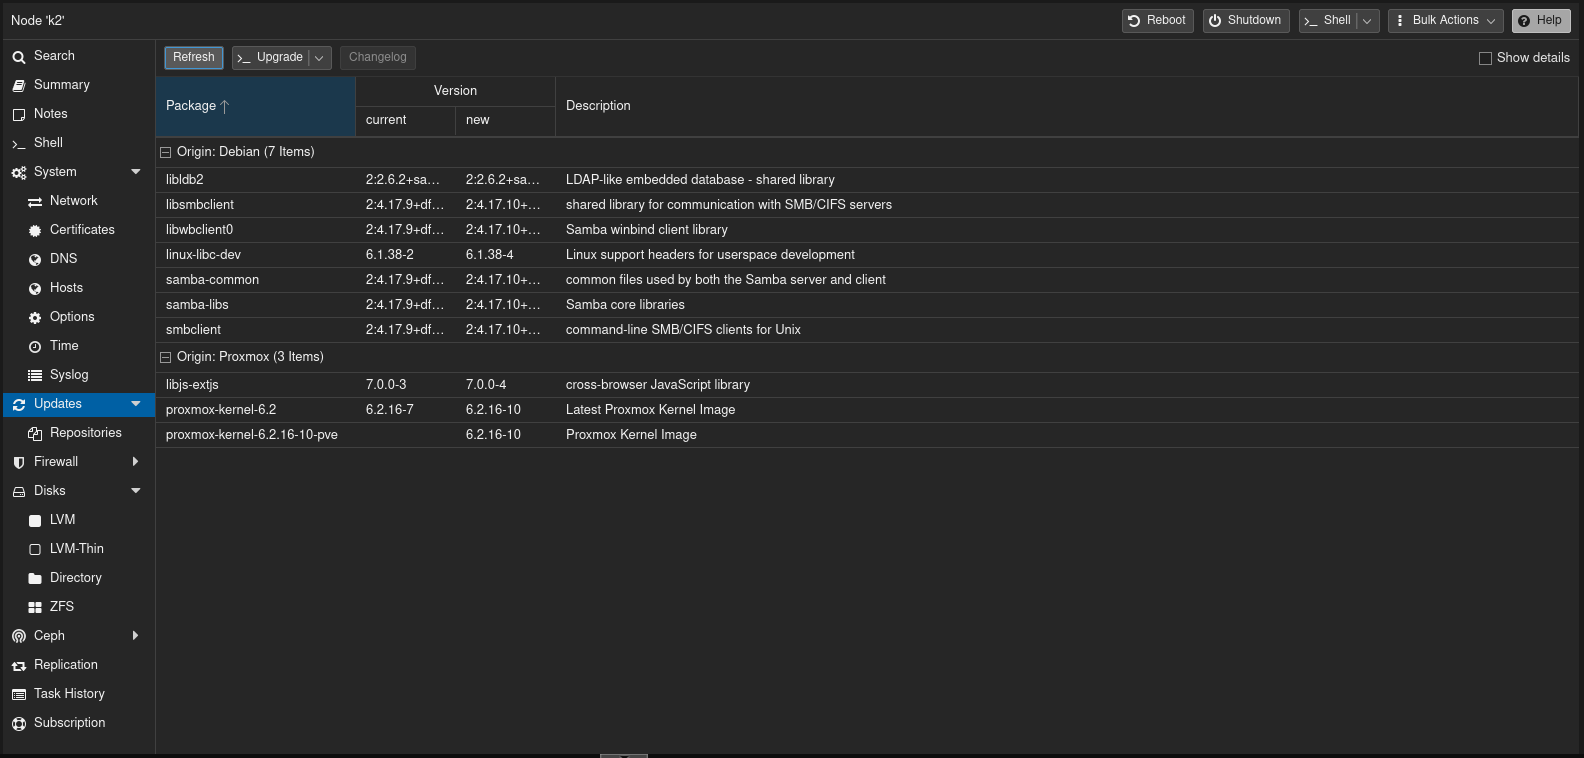 Node 'k2'
Reboot
Shutdown
Shell
Bulk Actions
Help
Search
Summary
Notes
Shell
System
Network
Certificates
DNS
Hosts
Options
Time
Syslog
Updates
Repositories
Firewall
Disks
LVM
LVM-Thin
Directory
ZFS
Ceph
Replication
Task History
Subscription
Refresh
Upgrade
Changelog
Show details
Package
Version
current
new
Description
Origin: Debian (7 Items)
libldb2 2:2.6.2+sa... 2:2.6.2+sa... LDAP-like embedded database - shared library
libsmbclient 2:4.17.9+df... 2:4.17.10+... shared library for communication with SMB/CIFS servers
libwbclient0 2:4.17.9+df... 2:4.17.10+... Samba winbind client library
linux-libc-dev 6.1.38-2 6.1.38-4 Linux support headers for userspace development
samba-common 2:4.17.9+df... 2:4.17.10+... common files used by both the Samba server and client
samba-libs 2:4.17.9+df... 2:4.17.10+... Samba core libraries
smbclient 2:4.17.9+df... 2:4.17.10+... command-line SMB/CIFS clients for Unix
Origin: Proxmox (3 Items)
libjs-extjs 7.0.0-3 7.0.0-4 cross-browser JavaScript library
proxmox-kernel-6.2 6.2.16-7 6.2.16-10 Latest Proxmox Kernel Image
proxmox-kernel-6.2.16-10-pve 6.2.16-10 Proxmox Kernel Image